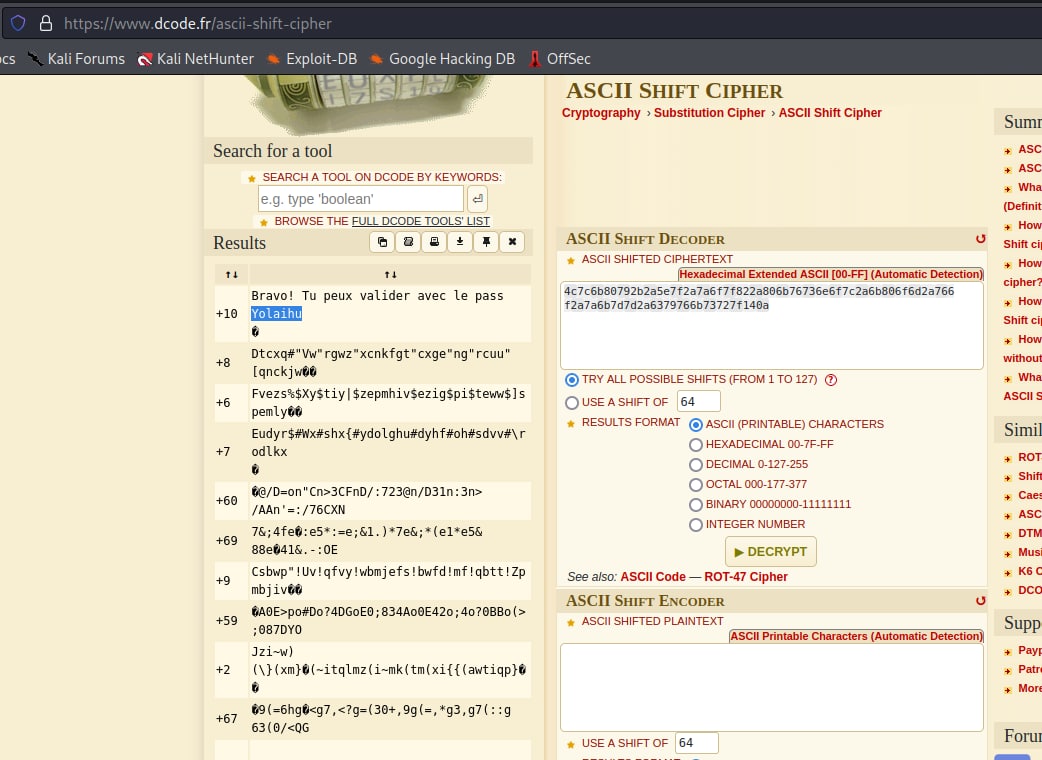 https://www.dcode.fr/ascii-shift-cipher
ocs Kali Forums Kali NetHunter Exploit-DB Google Hacking DB OffSec
Search for a tool
SEARCH A TOOL ON DCODE BY KEYWORDS:
e.g. type 'boolean'
BROWSE THE FULL DCODE TOOLS' LIST
Results
↑↓ ↑↓
+10 Bravo! Tu peux valider avec le pass
Yolaihu
�
+8 Dtcxq#"Vw"rgwz"xcnkfgt"cxge"ng"rcuu"
[qnckjw��
+6 Fvezs%$Xy$tiy|$zepmhiv$ezig$pi$teww$]s
pemly��
+7 Eudyr$#Wx#shx{#ydolghu#dyhf#oh#sdvv#\r
odlkx
�
+60 �@/D=on"Cn>3CFnD/:723@n/D31n:3n>
/AAn'=:/76CXN
+69 7&;4fe�:e5*:=e;&1.)*7e&;*(e1*e5&
88e�41&.-:OE
+9 Csbwp"!Uv!qfvy!wbmjefs!bwfd!mf!qbtt!Zp
mbjiv��
+59 �A0E>po#Do?4DGoE0;834Ao0E42o;4o?0BBo(>
;087DYO
+2 Jzi~w)
(\}(xm}�(~itqlmz(i~mk(tm(xi{{(awtiqp}�
�
+67 �9(=6hg�<g7,<?g=(30+,9g(=,*g3,g7(::g
63(0/<QG
ASCII SHIFT CIPHER
Cryptography › Substitution Cipher › ASCII Shift Cipher
ASCII SHIFT DECODER
ASCII SHIFTED CIPHERTEXT
Hexadecimal Extended ASCII [00-FF] (Automatic Detection)
4c7c6b80792b2a5e7f2a7a6f7f822a806b76736e6f7c2a6b806f6d2a766
f2a7a6b7d7d2a6379766b73727f140a
TRY ALL POSSIBLE SHIFTS (FROM 1 TO 127) ?
USE A SHIFT OF 64
RESULTS FORMAT ASCII (PRINTABLE) CHARACTERS
HEXADECIMAL 00-7F-FF
DECIMAL 0-127-255
OCTAL 000-177-377
BINARY 00000000-11111111
INTEGER NUMBER
▶ DECRYPT
See also: ASCII Code — ROT-47 Cipher
ASCII SHIFT ENCODER
ASCII SHIFTED PLAINTEXT
ASCII Printable Characters (Automatic Detection)
USE A SHIFT OF 64
Summ
ASC
ASC
Wha
(Definit
How
Shift ci
How
cipher?
How
Shift ci
How
without
Wha
ASCII S
Simil
ROT-
Shift
Caes
ASC
DTM
Musi
K6 C
DCO
Supp
Payp
Patre
More
Forum